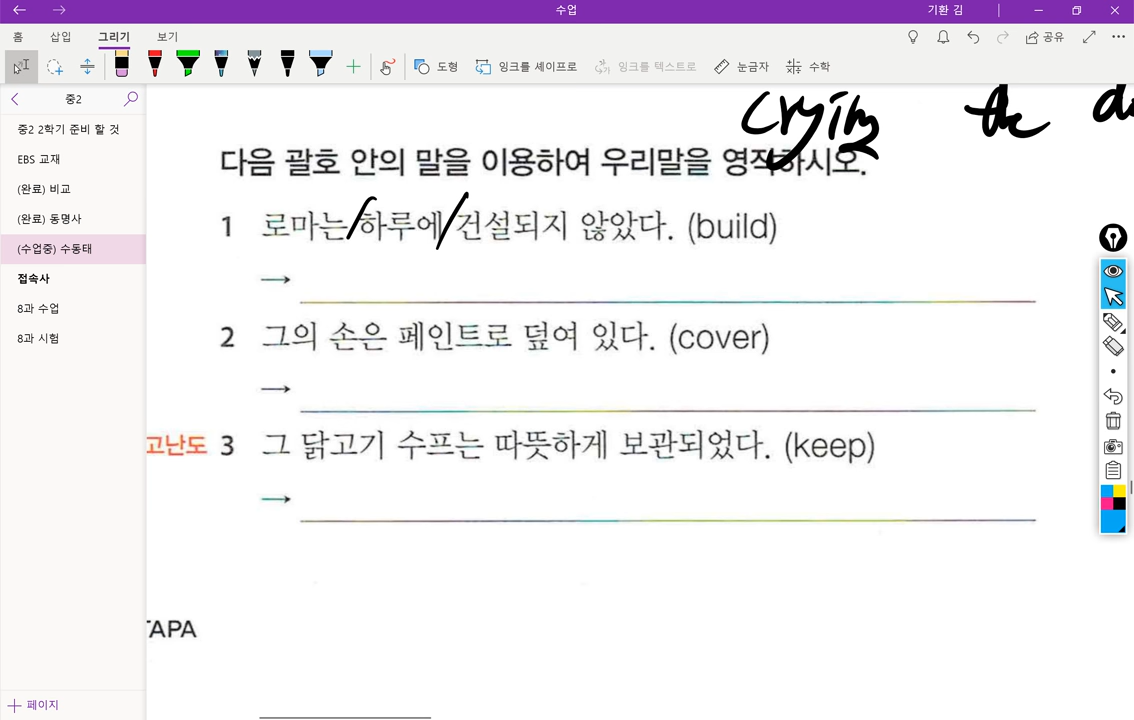 수업
기환 김
홈 삽입 그리기 보기
공유
도형 잉크를 셰이프로 잉크를 텍스트로 눈금자 수학
중2
중2 2학기 준비 할 것
EBS 교재
(완료) 비교
(완료) 동명사
(수업중) 수동태
접속사
8과 수업
8과 시험
페이지
crying the
다음 괄호 안의 말을 이용하여 우리말을 영작하시오.
1 로마는/하루에/건설되지 않았다. (build)
→
2 그의 손은 페인트로 덮여 있다. (cover)
→
고난도 3 그 닭고기 수프는 따뜻하게 보관되었다. (keep)
→
TAPA